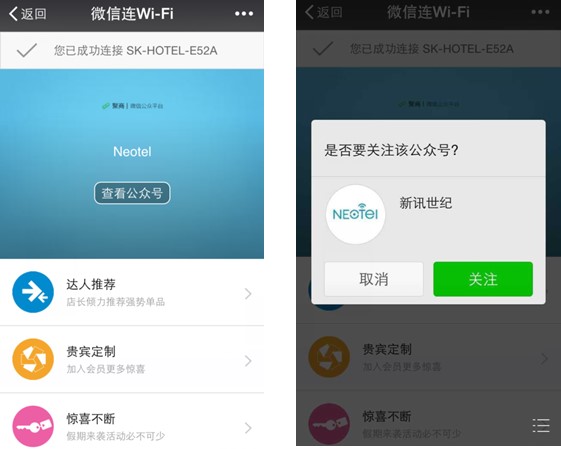 返回
微信连Wi-Fi
您已成功连接 SK-HOTEL-E52A
Neotel
查看公众号
达人推荐
店长倾力推荐强势单品
贵宾定制
加入会员更多惊喜
惊喜不断
假期来袭活动必不可少
返回
微信连Wi-Fi
您已成功连接 SK-HOTEL-E52A
是否要关注该公众号?
NEOTEl
新讯世纪
取消
关注
贵宾定制
加入会员更多惊喜
惊喜不断
假期来袭活动必不可少